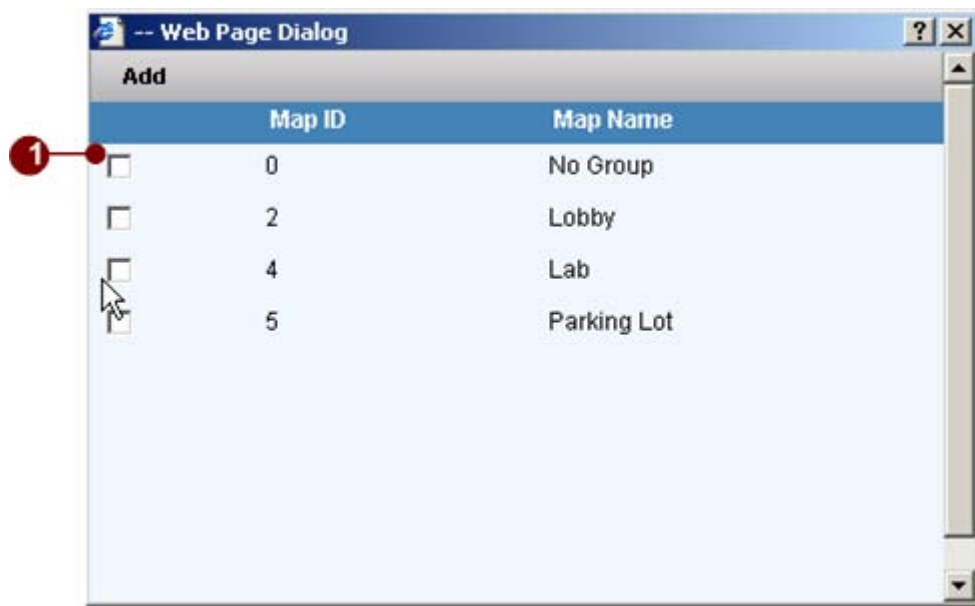 -- Web Page Dialog ? ×
Add
Map ID Map Name
1
0 No Group
2 Lobby
4 Lab
5 Parking Lot